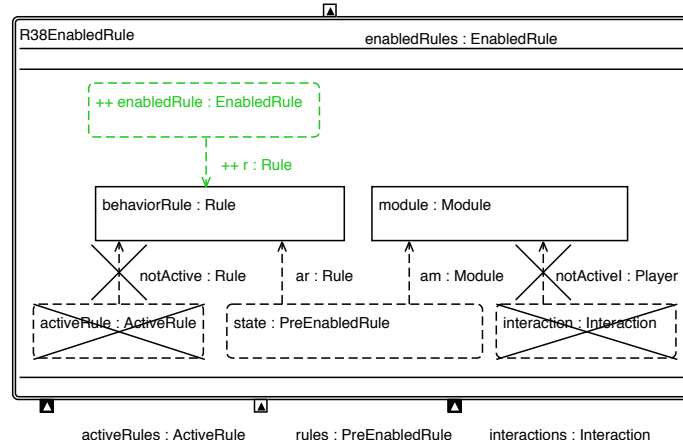 R38EnabledRule
enabledRules : EnabledRule
++ enabledRule : EnabledRule
++ r : Rule
behaviorRule : Rule
module : Module
notActive : Rule
ar : Rule
am : Module
notActiveI : Player
activeRule : ActiveRule
state : PreEnabledRule
interaction : Interaction
activeRules : ActiveRule
rules : PreEnabledRule
interactions : Interaction